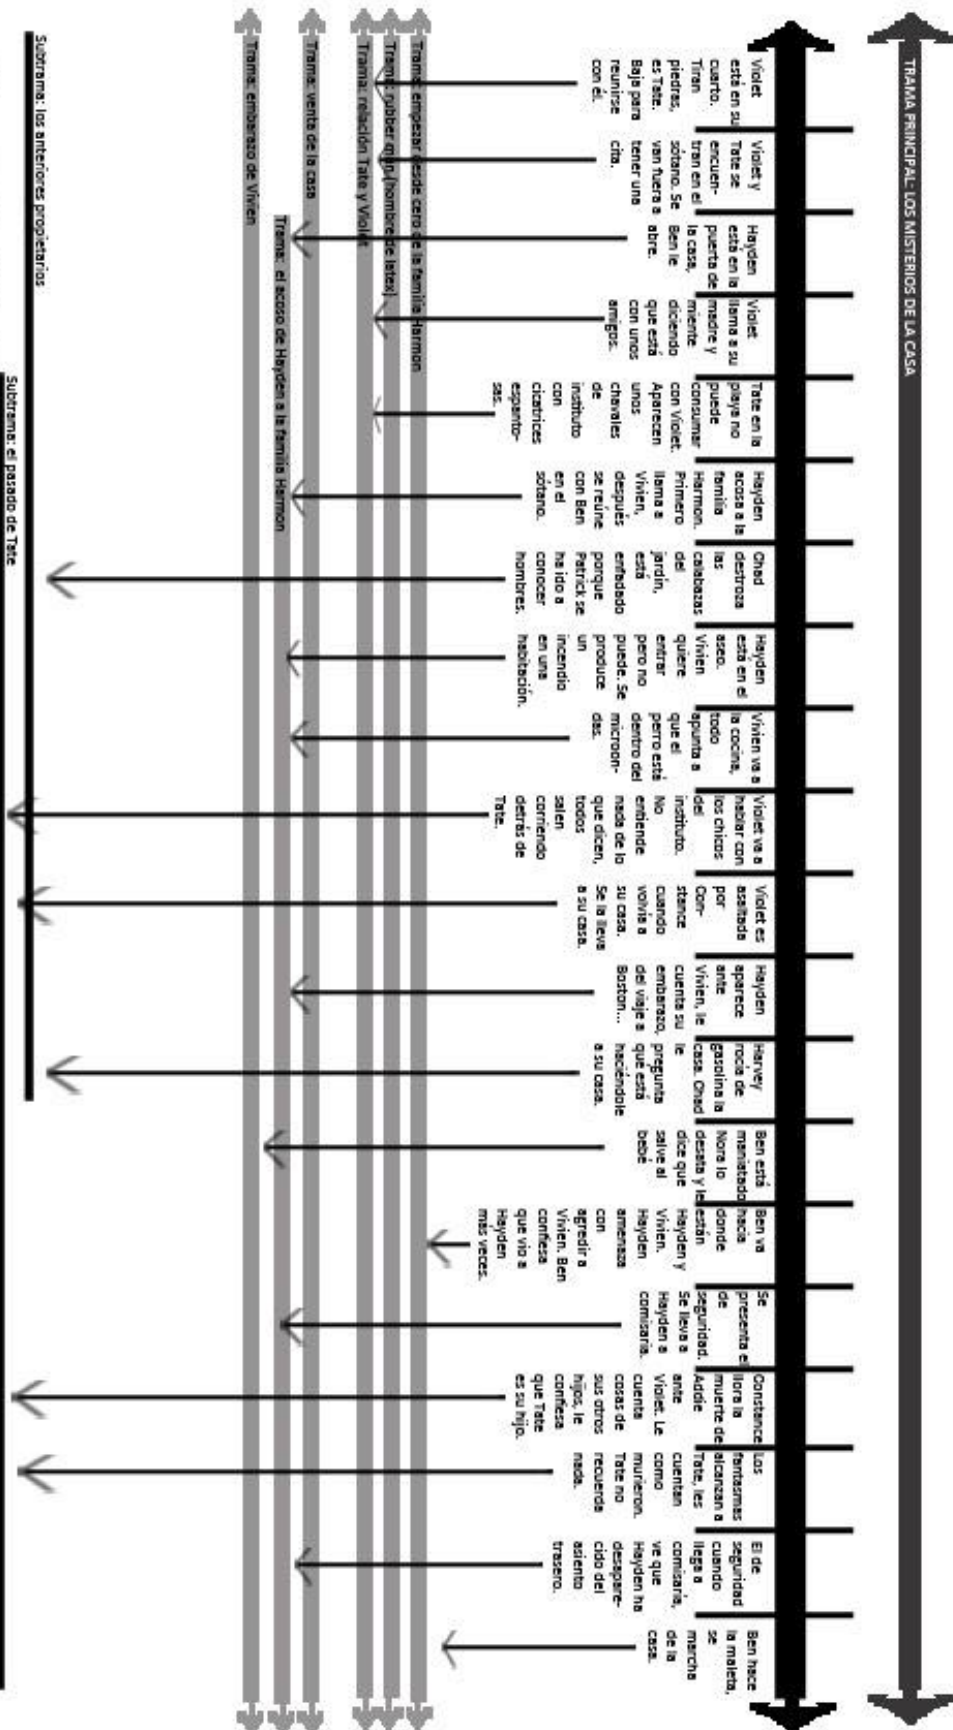 TRAMA PRINCIPAL: LOS MISTERIOS DE LA CASA
Violet
está en su
cuarto.
Tiran
piedras,
es Tate.
Baja para
reunirse
con él.
Violet y
Tate se
encuen-
tran en el
sótano. Se
van fuera a
tener una
cita.
Hayden
está en la
puerta de
la casa,
Ben le
abre.
Violet
llama a su
madre y
miente
diciendo
que está
con unos
amigos.
Tate en la
playa no
puede
consumar
con Violet.
Aparecen
unos
chavales
de
instituto
con
cicatrices
espanto-
sas.
Hayden
acosa a la
familia
Harmon.
Primero
llama a
Vivien,
después
se reúne
con Ben
en el
sótano.
Chad
destroza
las
calabazas
del
jardín,
está
enfadado
porque
Patrick se
ha ido a
conocer
hombres.
Hayden
está en el
aseo.
Vivien
quiere
entrar
pero no
puede. Se
produce
un
incendio
en una
habitación.
Vivien va a
la cocina,
todo
apunta a
que el
perro está
dentro del
microon-
das.
Violet va a
hablar con
los chicos
del
instituto.
No
entiende
nada de lo
que dicen,
todos
salen
corriendo
detrás de
Tate.
Violet es
asaltada
por
Con-
stance
cuando
volvía a
su casa.
Se la lleva
a su casa.
Hayden
aparece
ante
Vivien, le
cuenta su
embarazo,
del viaje a
Boston...
Harvey
rocía de
gasolina la
casa. Chad
le
pregunta
qué está
haciéndole
a su casa.
Ben está
maniatado
Nora lo
desata y le
dice que
salve al
bebé
Ben va
hacia
donde
están
Hayden y
Vivien.
Hayden
amenaza
con
agredir a
Vivien. Ben
confiesa
que vio a
Hayden
más veces.
Se
presenta el
de
seguridad.
Se lleva a
Hayden a
comisaría.
Constance
llora la
muerte de
Addie
ante
Violet. Le
cuenta
cosas de
sus otros
hijos, le
confiesa
que Tate
es su hijo.
Los
fantasmas
alcanzan a
Tate, les
cuentan
como
murieron.
Tate no
recuerda
nada.
El de
seguridad
cuando
llega a
comisaría,
ve que
Hayden ha
desapare-
cido del
asiento
trasero.
Ben hace
la maleta,
se
marcha
de la
casa.
Trama: empezar desde cero de la familia Harmon
Trama: rubber man (hombre de latex)
Trama: relación Tate y Violet
Trama: venta de la casa
Trama: el acoso de Hayden a la familia Harmon
Trama: embarazo de Vivien
Subtrama: los anteriores propietarios
Subtrama: el pasado de Tate